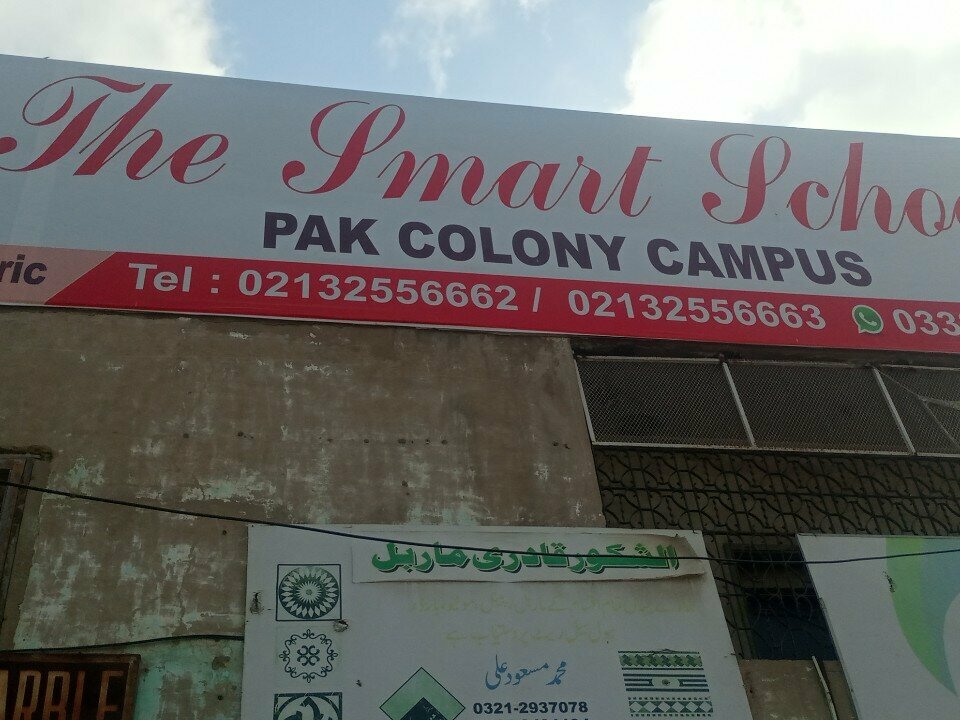 The Smart Schoo
PAK COLONY CAMPUS
ric
Tel : 02132556662 / 02132556663 033
الشکور قادری ماربل
محمد مسعود علی
0321-2937078
ARBLE